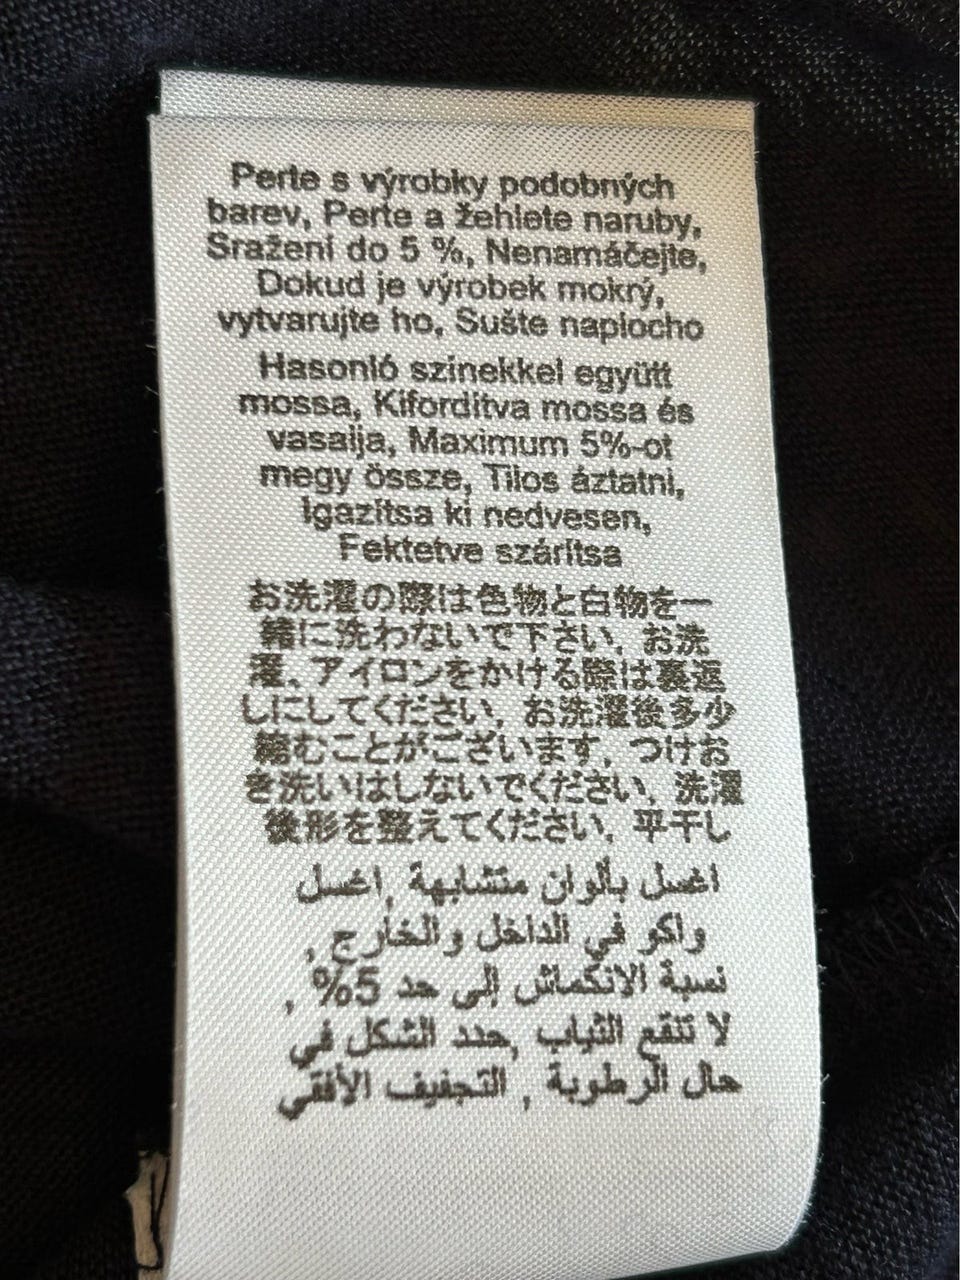 Perte s výrobky podobných
barev, Perte a žehlete naruby,
Sražení do 5 %, Nenamáčejte,
Dokud je výrobek mokrý,
vytvarujte ho, Sušte naplocho
Hasonló színekkel együtt
mossa, Kifordítva mossa és
vasalja, Maximum 5%-ot
megy össze, Tilos áztatni,
Igazítsa ki nedvesen,
Fektetve szárítsa
お洗濯の際は色物と白物を一
緒に洗わないで下さい, お洗
濯、アイロンをかける際は裏返
しにしてください, お洗濯後多少
縮むことがございます, つけお
き洗いはしないでください, 洗濯
後形を整えてください, 平干し
اغسل بألوان متشابهة ,اغسل
واكو في الداخل والخارج ,
نسبة الانكماش إلى حد 5% ,
لا تنقع الثياب ,حدد الشكل في
حال الرطوبة , التجفيف الأفقي